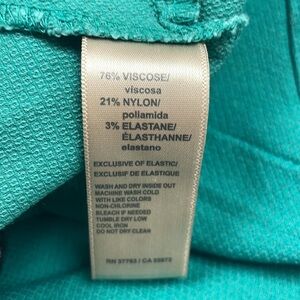 76% VISCOSE/
viscosa
21% NYLON/
poliamida
3% ELASTANE/
ÉLASTHANNE/
elastano
EXCLUSIVE OF ELASTIC/
EXCLUSIF DE ELASTIQUE
WASH AND DRY INSIDE OUT
MACHINE WASH COLD
WITH LIKE COLORS
NON-CHLORINE
BLEACH IF NEEDED
TUMBLE DRY LOW
COOL IRON
DO NOT DRY CLEAN
RN 37763 / CA